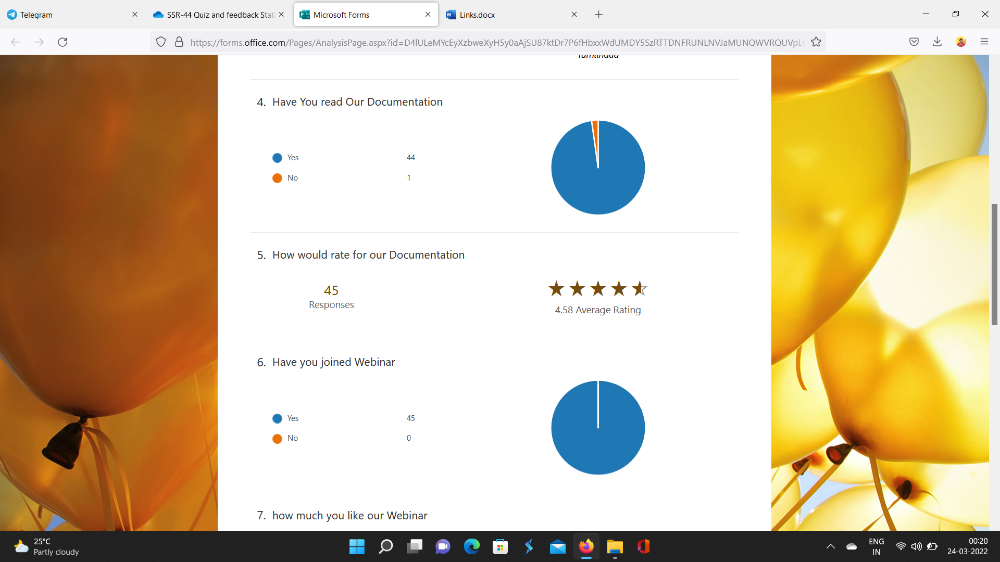 Telegram
SSR-44 Quiz and feedback Stati
Microsoft Forms
Links.docx
https://forms.office.com/Pages/AnalysisPage.aspx?id=D4lULeMYcEyXzbweXyH5y0aAjSU87ktDr7P6fHbxxWdUMDY5SzRTTDNFRUNLNVJaMUNQWVRQUVpLC
Tamilnadu
4. Have You read Our Documentation
Yes 44
No 1
5. How would rate for our Documentation
45
Responses
4.58 Average Rating
6. Have you joined Webinar
Yes 45
No 0
7. how much you like our Webinar
25°C
Partly cloudy
ENG
IN
00:20
24-03-2022